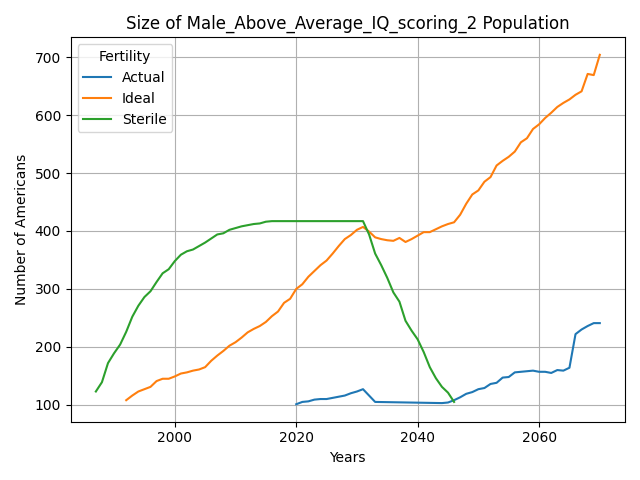 Size of Male_Above_Average_IQ_scoring_2 Population
Fertility
Actual
Ideal
Sterile
Number of Americans
700
600
500
400
300
200
100
2000
2020
2040
2060
Years